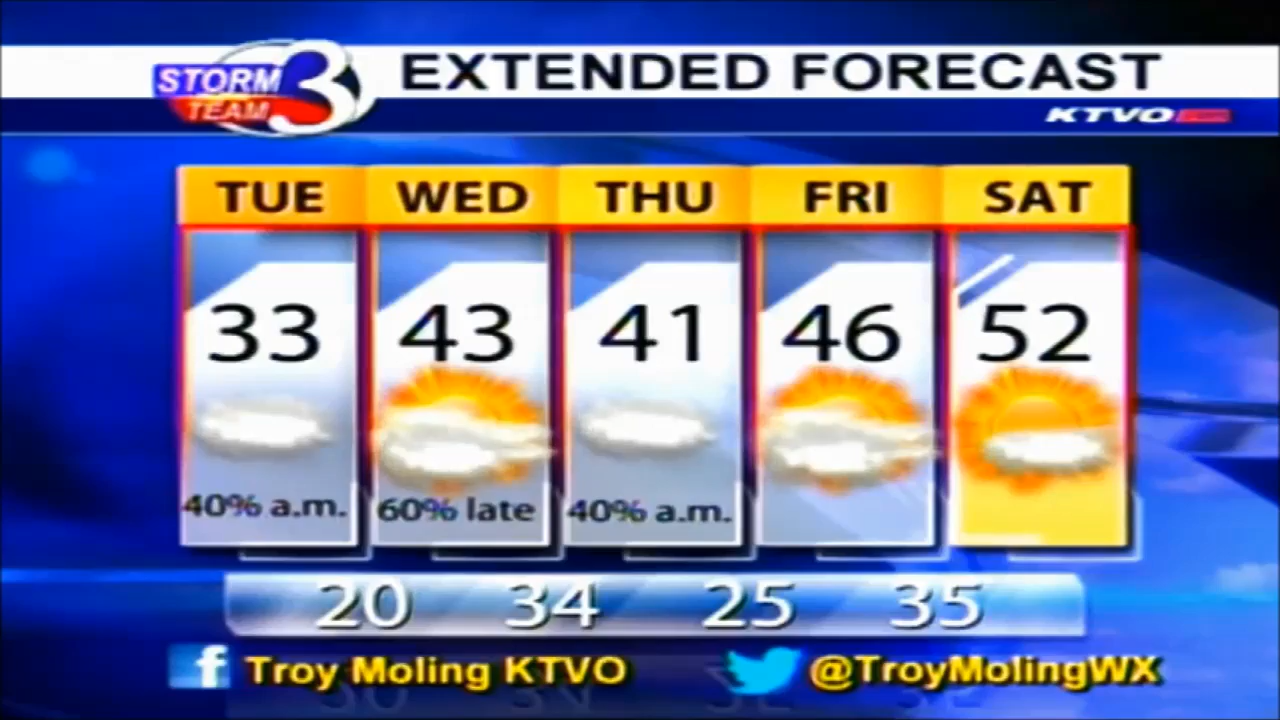 STORM TEAM 3
EXTENDED FORECAST
KTVO
TUE WED THU FRI SAT
33 43 41 46 52
40% a.m. 60% late 40% a.m.
20 34 25 35
f Troy Moling KTVO @TroyMolingWX